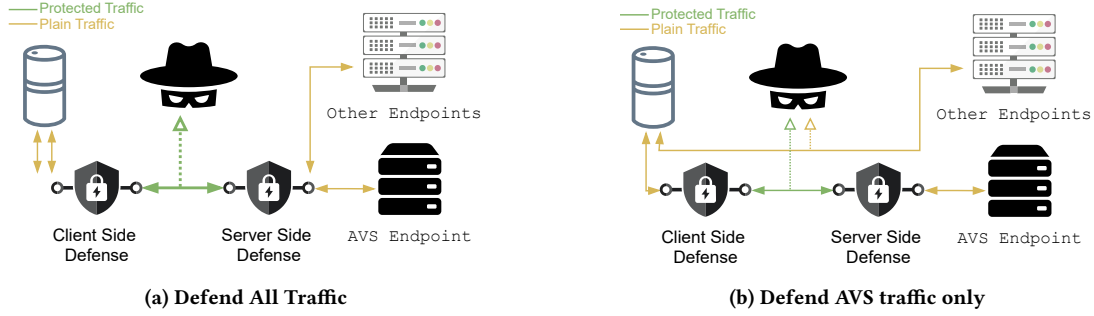 Protected Traffic
Plain Traffic
Other Endpoints
Client Side
Defense
Server Side
Defense
AVS Endpoint
(a) Defend All Traffic
Protected Traffic
Plain Traffic
Other Endpoints
Client Side
Defense
Server Side
Defense
AVS Endpoint
(b) Defend AVS traffic only